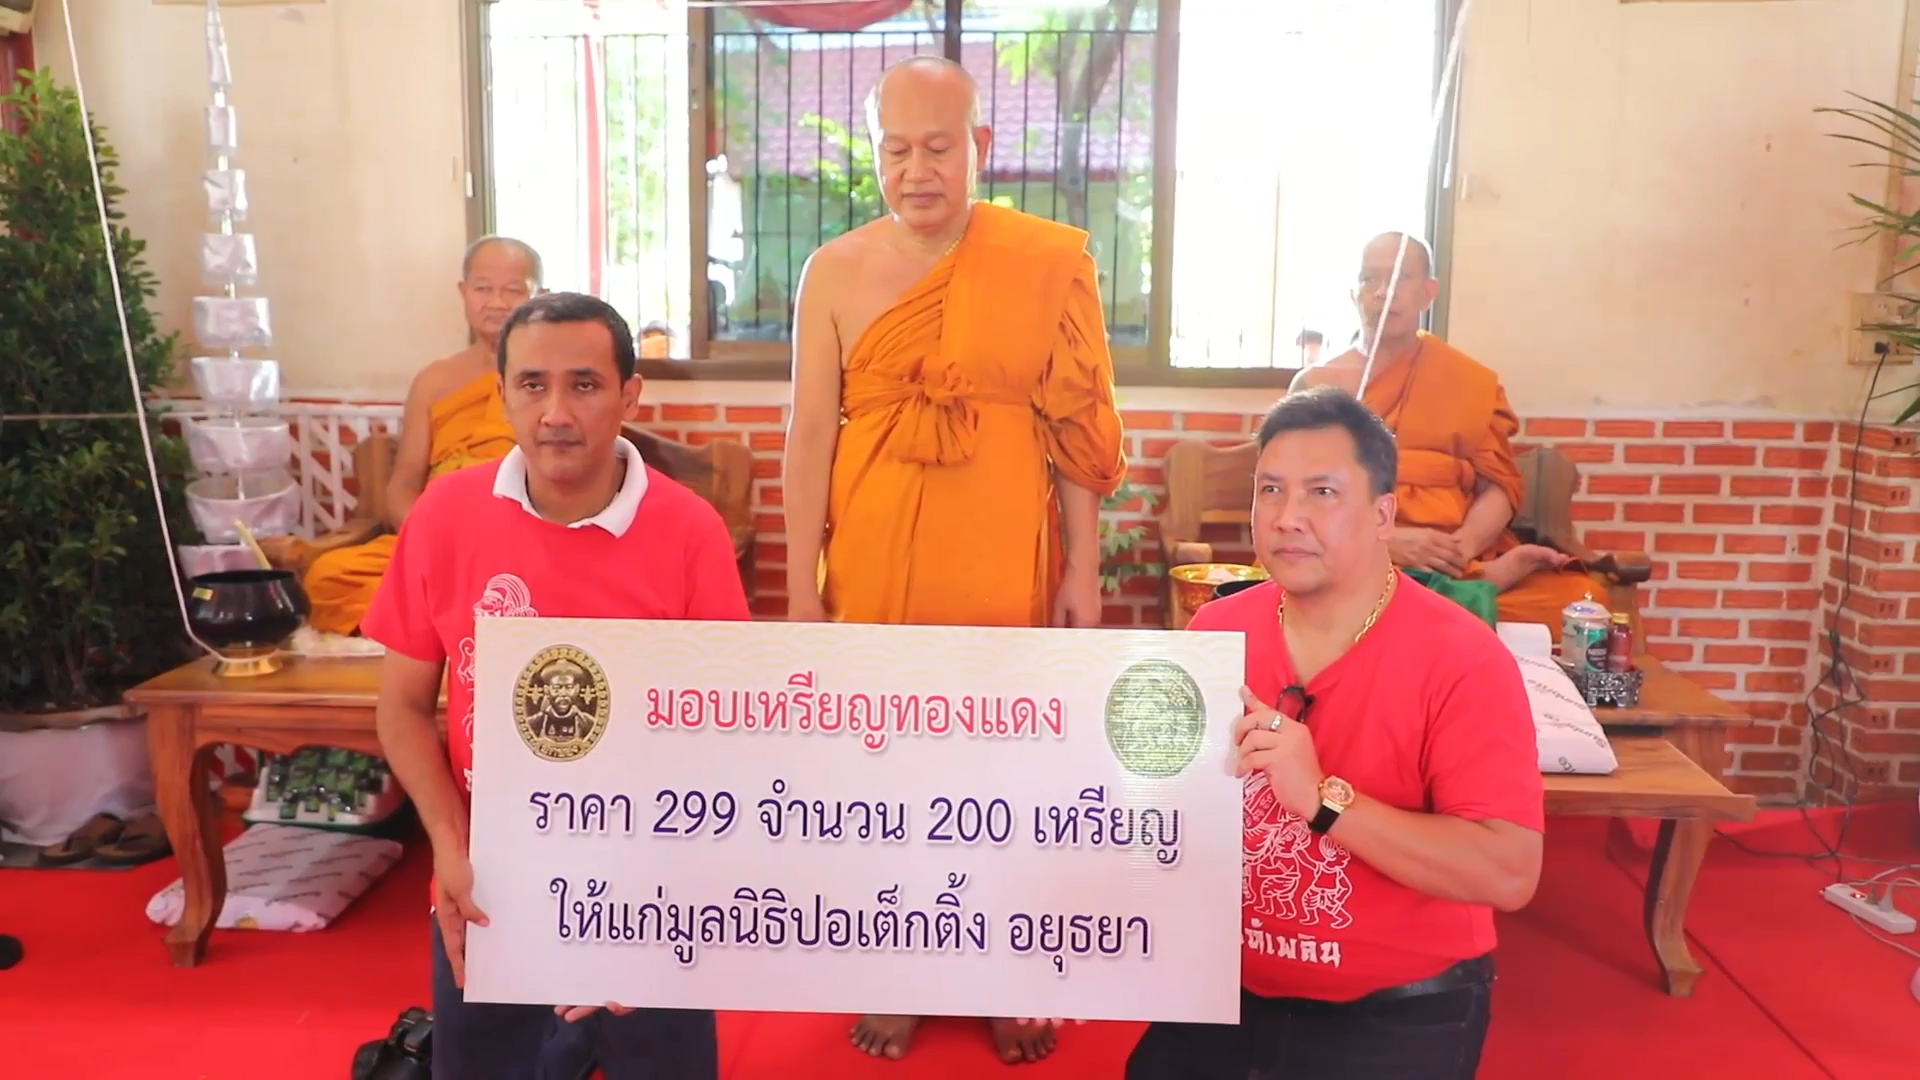 มอบเหรียญทองแดง
ราคา 299 จำนวน 200 เหรียญ
ให้แก่มูลนิธิปอเต็กติ้ง อยุธยา